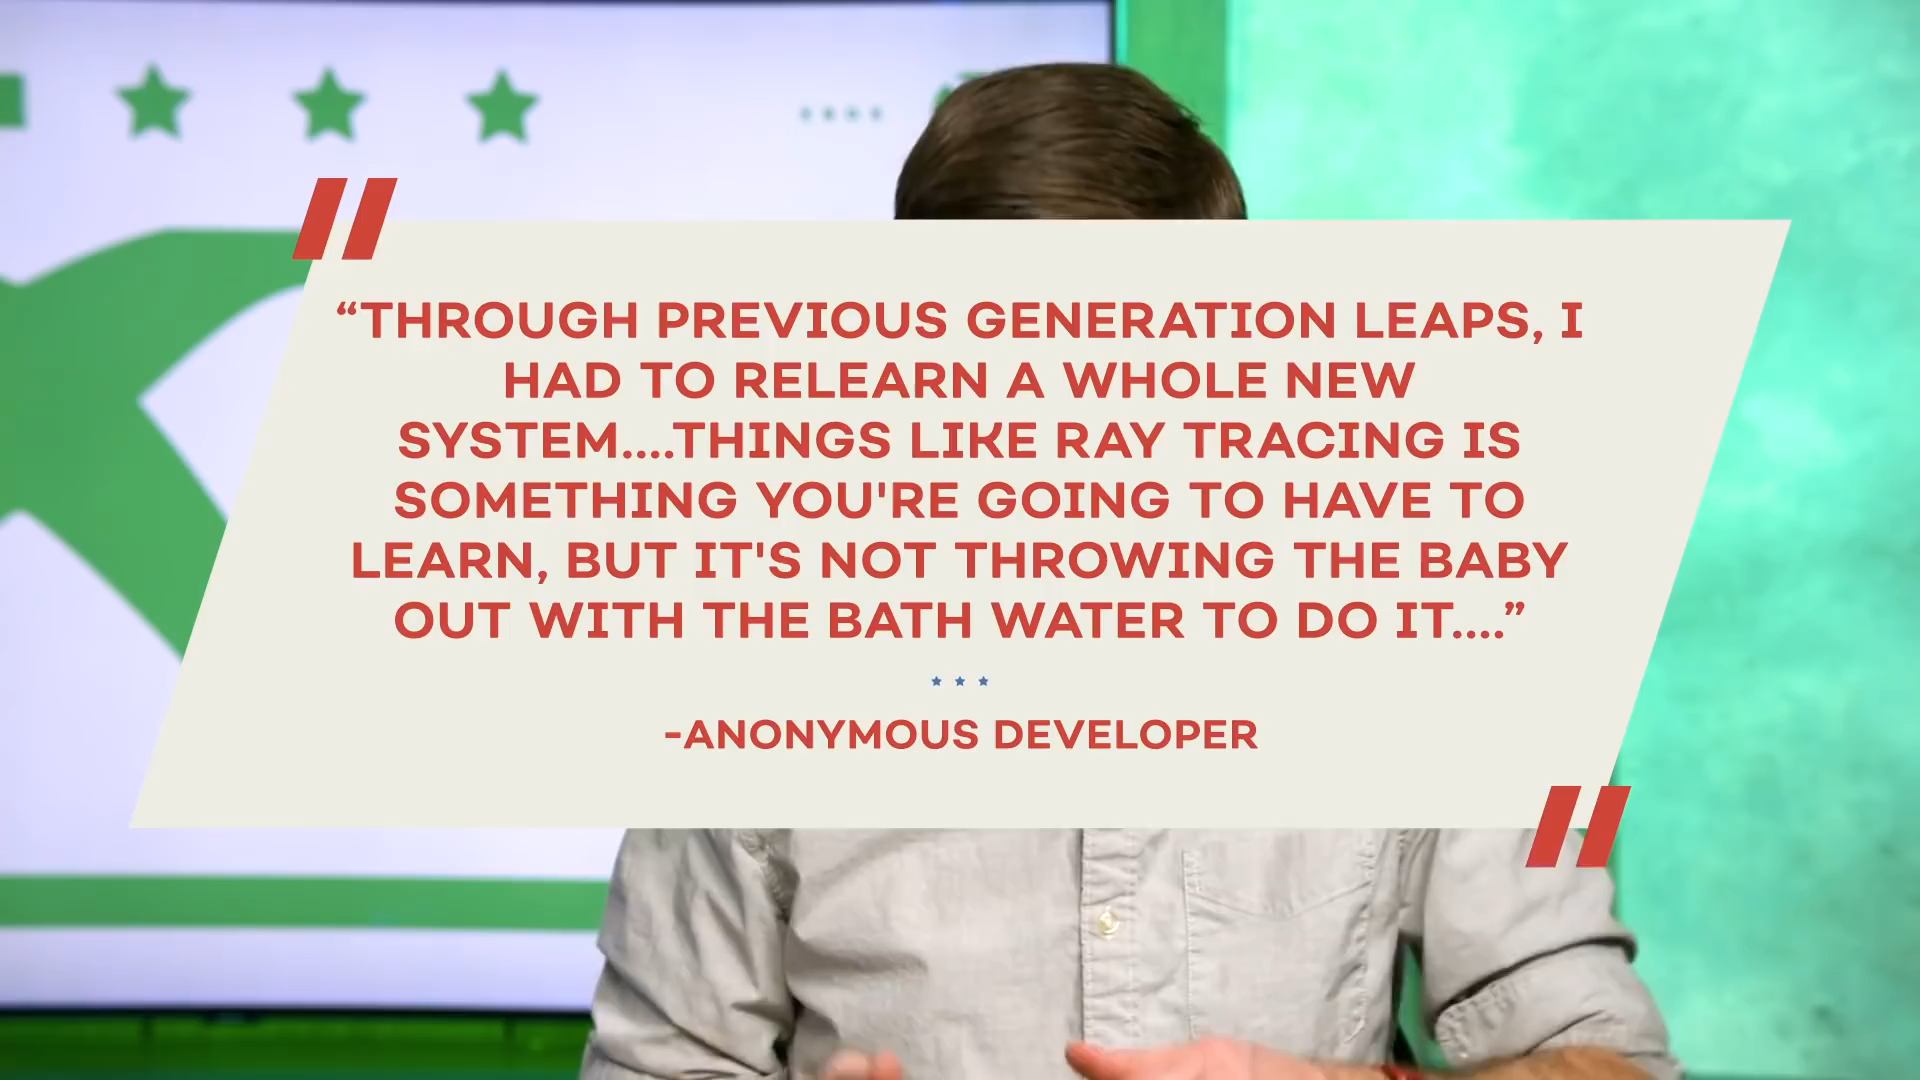 “THROUGH PREVIOUS GENERATION LEAPS, I
HAD TO RELEARN A WHOLE NEW
SYSTEM....THINGS LIKE RAY TRACING IS
SOMETHING YOU'RE GOING TO HAVE TO
LEARN, BUT IT'S NOT THROWING THE BABY
OUT WITH THE BATH WATER TO DO IT....”
-ANONYMOUS DEVELOPER